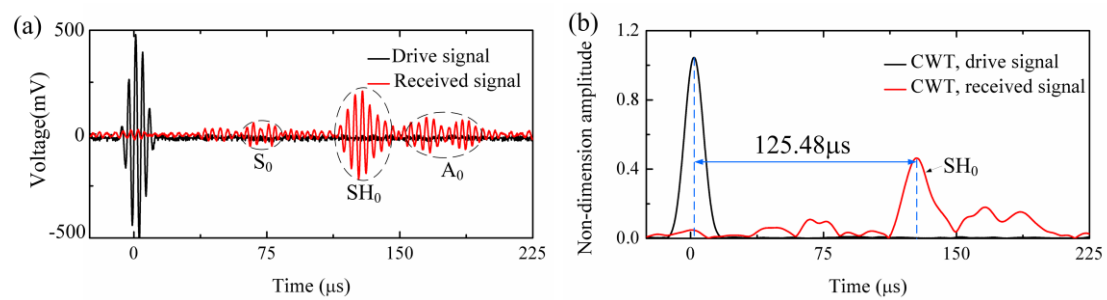 (a)
500
0
-500
Voltage(mV)
Drive signal
Received signal
S₀
SH₀
A₀
0 75 150 225
Time (μs)
(b)
1.2
0.8
0.4
0.0
Non-dimension amplitude
CWT, drive signal
CWT, received signal
125.48μs
SH₀
0 75 150 225
Time (μs)